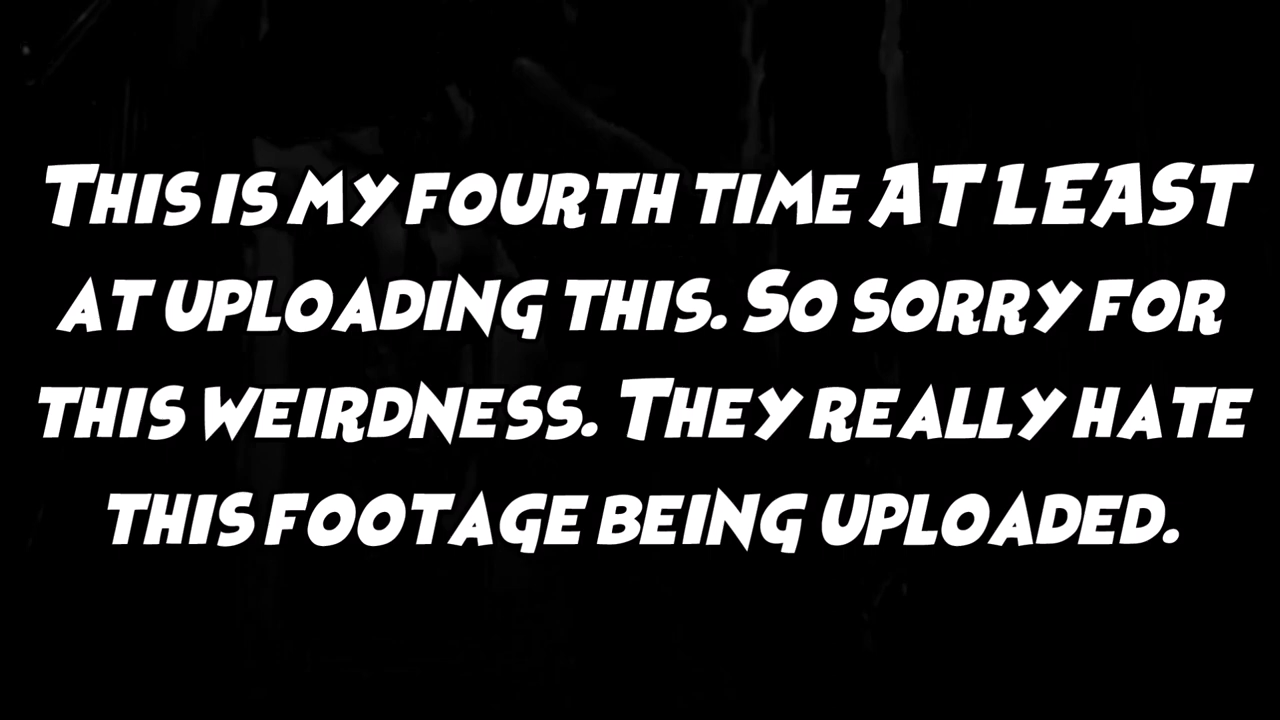 This is my fourth time AT LEAST
at uploading this. So sorry for
this weirdness. They really hate
this footage being uploaded.